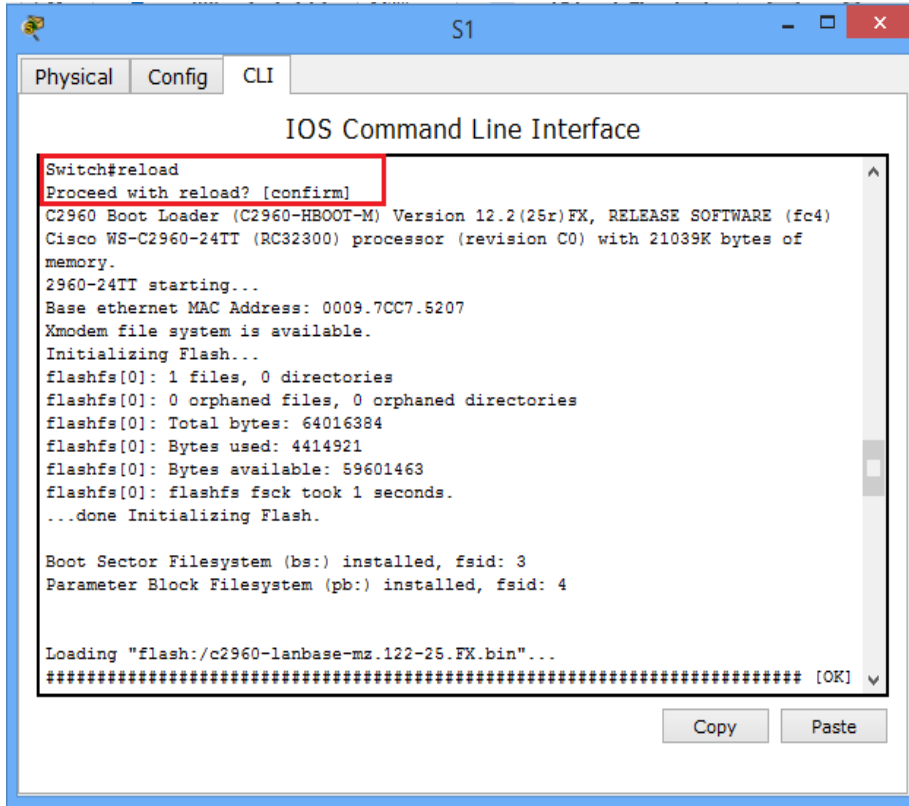 S1
Physical Config CLI
IOS Command Line Interface
Switch#reload
Proceed with reload? [confirm]
C2960 Boot Loader (C2960-HBOOT-M) Version 12.2(25r)FX, RELEASE SOFTWARE (fc4)
Cisco WS-C2960-24TT (RC32300) processor (revision C0) with 21039K bytes of
memory.
2960-24TT starting...
Base ethernet MAC Address: 0009.7CC7.5207
Xmodem file system is available.
Initializing Flash...
flashfs[0]: 1 files, 0 directories
flashfs[0]: 0 orphaned files, 0 orphaned directories
flashfs[0]: Total bytes: 64016384
flashfs[0]: Bytes used: 4414921
flashfs[0]: Bytes available: 59601463
flashfs[0]: flashfs fsck took 1 seconds.
...done Initializing Flash.
Boot Sector Filesystem (bs:) installed, fsid: 3
Parameter Block Filesystem (pb:) installed, fsid: 4
Loading "flash:/c2960-lanbase-mz.122-25.FX.bin"...
########################################################################## [OK]
Copy Paste